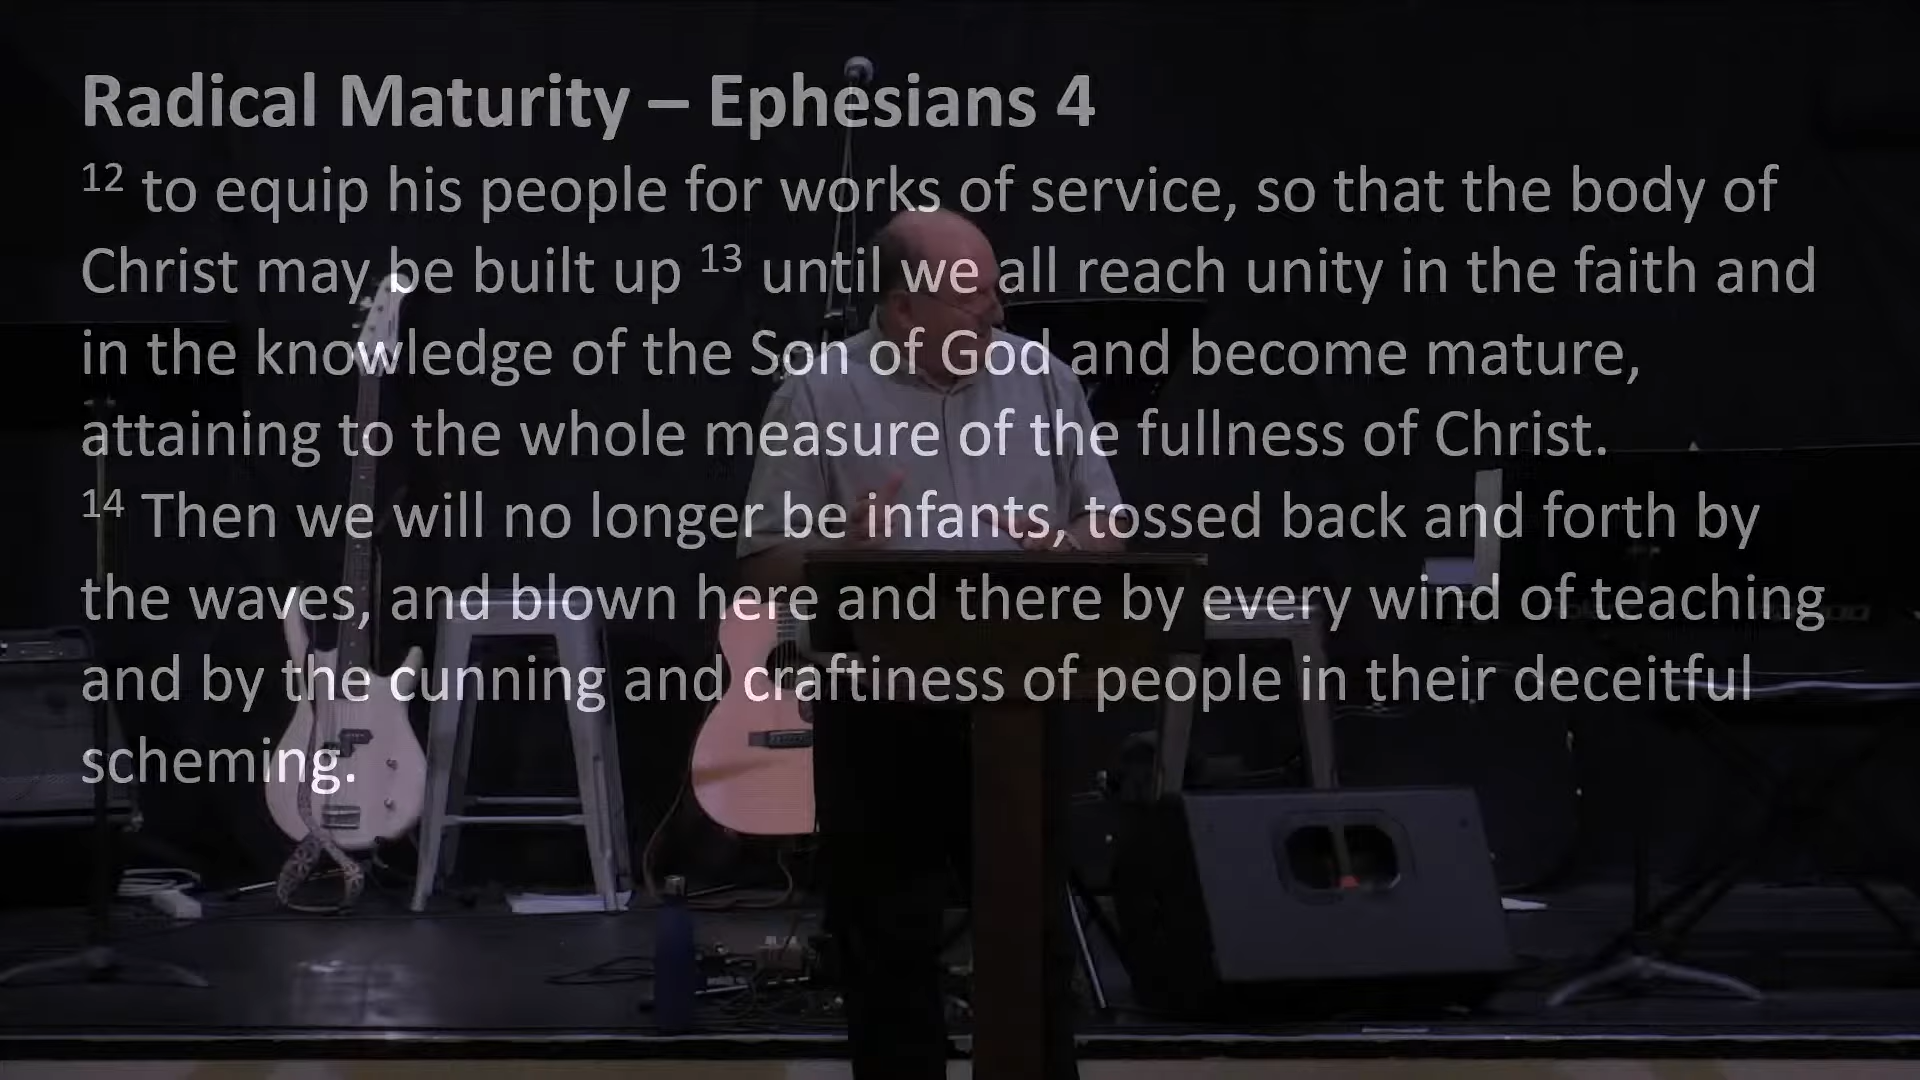 Radical Maturity – Ephesians 4
12 to equip his people for works of service, so that the body of
Christ may be built up 13 until we all reach unity in the faith and
in the knowledge of the Son of God and become mature,
attaining to the whole measure of the fullness of Christ.
14 Then we will no longer be infants, tossed back and forth by
the waves, and blown here and there by every wind of teaching
and by the cunning and craftiness of people in their deceitful
scheming.